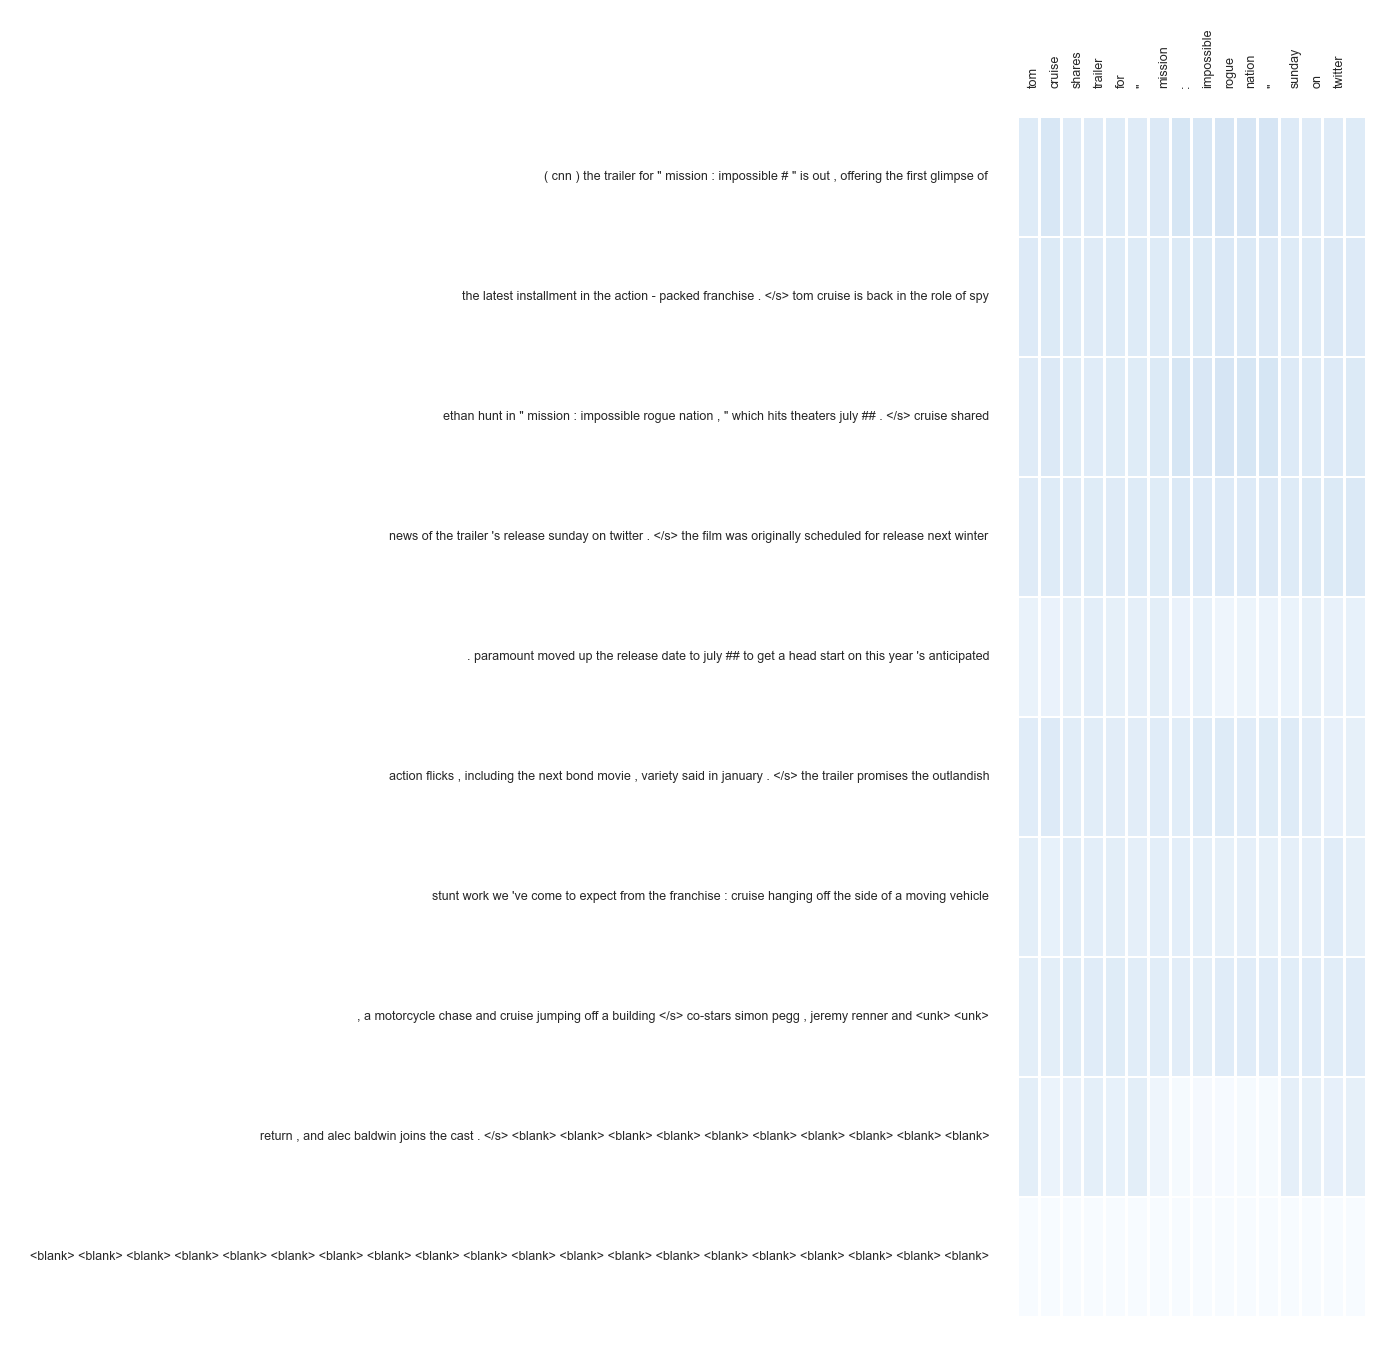 tom
cruise
shares
trailer
for
"
mission
:
impossible
rogue
nation
"
sunday
on
twitter
( cnn ) the trailer for " mission : impossible # " is out , offering the first glimpse of
the latest installment in the action - packed franchise . </s> tom cruise is back in the role of spy
ethan hunt in " mission : impossible rogue nation , " which hits theaters july ## . </s> cruise shared
news of the trailer 's release sunday on twitter . </s> the film was originally scheduled for release next winter
. paramount moved up the release date to july ## to get a head start on this year 's anticipated
action flicks , including the next bond movie , variety said in january . </s> the trailer promises the outlandish
stunt work we 've come to expect from the franchise : cruise hanging off the side of a moving vehicle
, a motorcycle chase and cruise jumping off a building </s> co-stars simon pegg , jeremy renner and <unk> <unk>
return , and alec baldwin joins the cast . </s> <blank> <blank> <blank> <blank> <blank> <blank> <blank> <blank> <blank> <blank>
<blank> <blank> <blank> <blank> <blank> <blank> <blank> <blank> <blank> <blank> <blank> <blank> <blank> <blank> <blank> <blank> <blank> <blank> <blank> <blank>